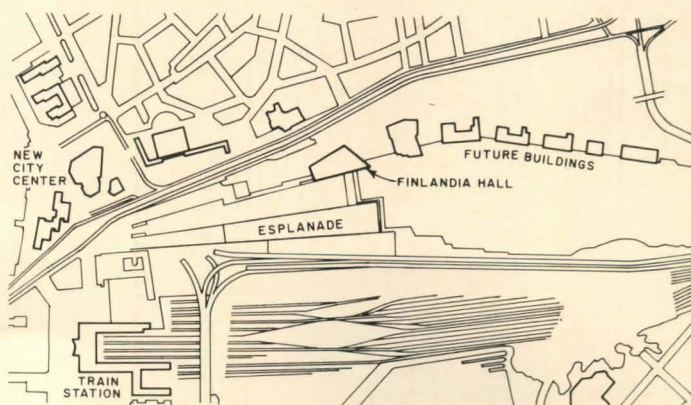 NEW
CITY
CENTER
FUTURE BUILDINGS
FINLANDIA HALL
ESPLANADE
TRAIN
STATION